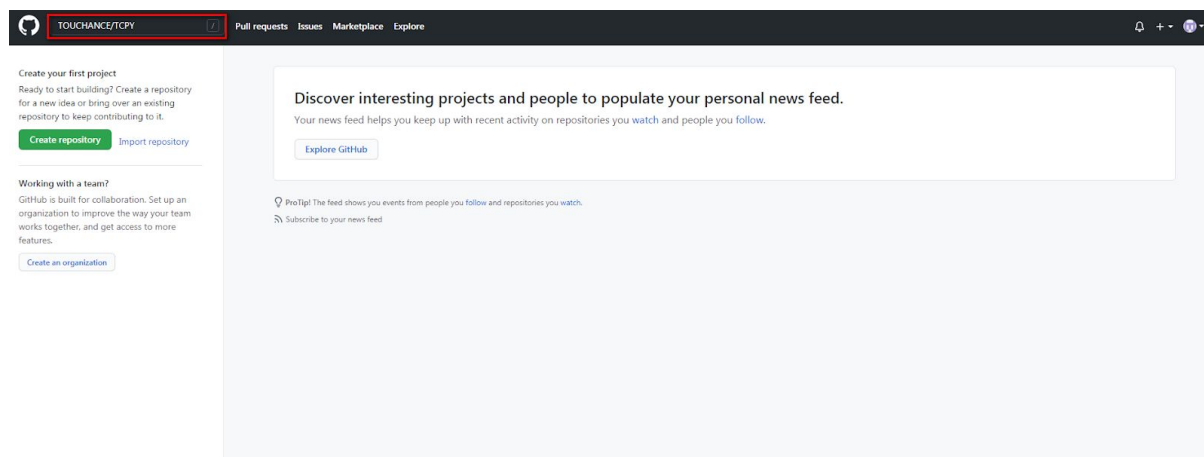 TOUCHANCE/TCPY /
Pull requests Issues Marketplace Explore
Create your first project
Ready to start building? Create a repository
for a new idea or bring over an existing
repository to keep contributing to it.
Create repository Import repository
Working with a team?
GitHub is built for collaboration. Set up an
organization to improve the way your team
works together, and get access to more
features.
Create an organization
Discover interesting projects and people to populate your personal news feed.
Your news feed helps you keep up with recent activity on repositories you watch and people you follow.
Explore GitHub
ProTip! The feed shows you events from people you follow and repositories you watch.
Subscribe to your news feed